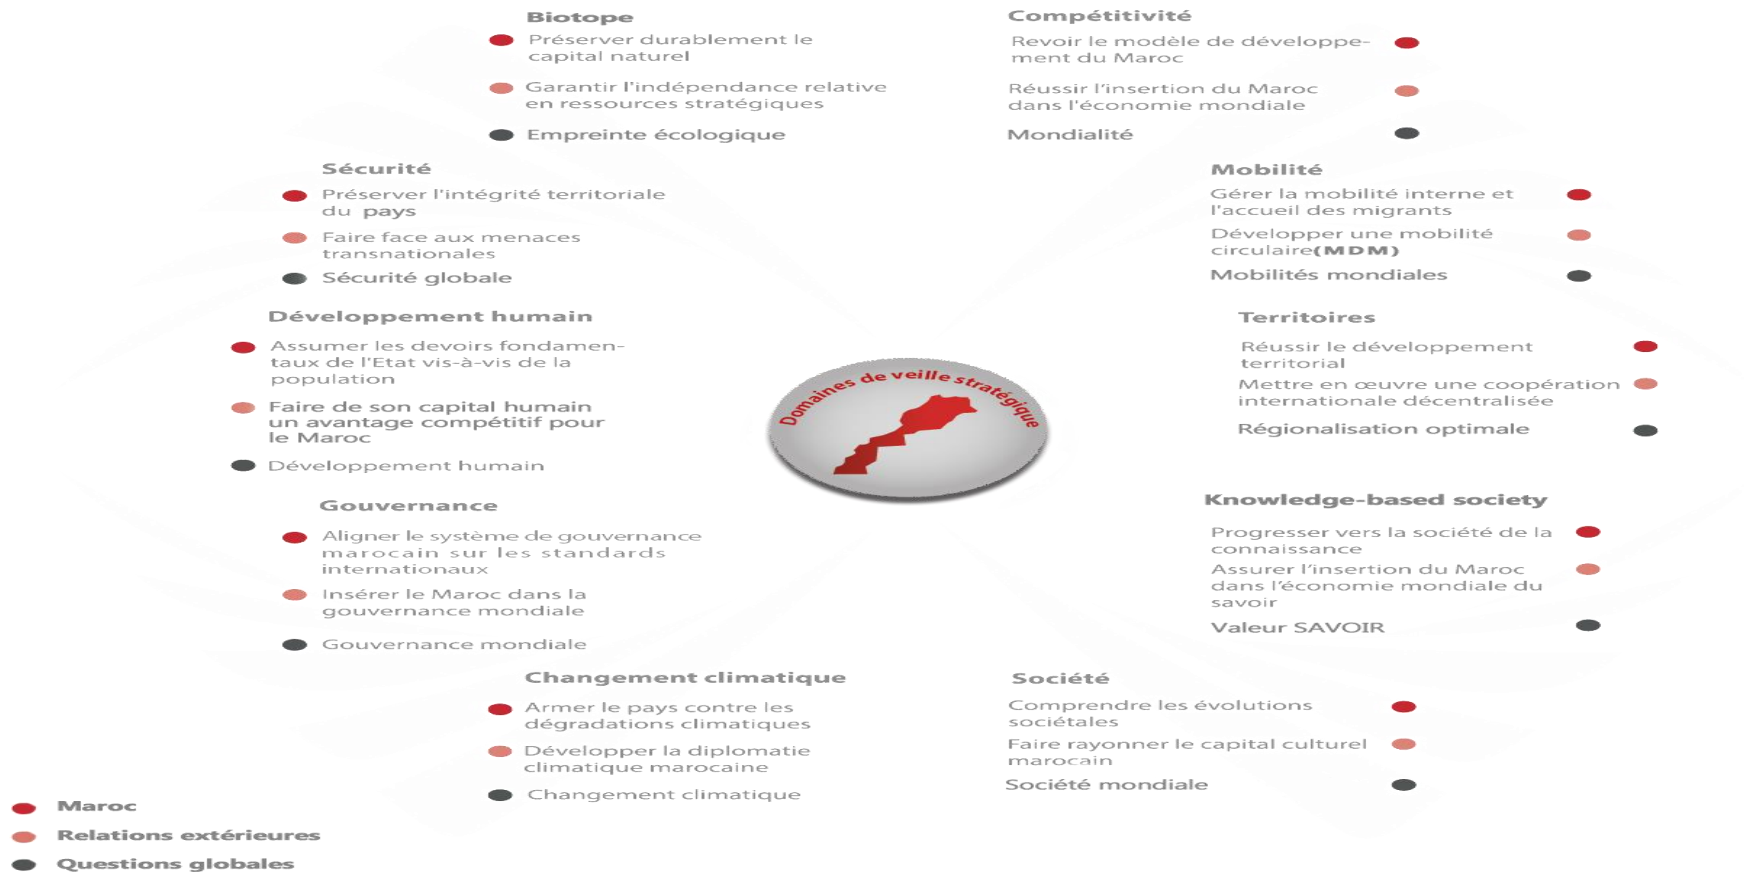 Biotope
Préserver durablement le
capital naturel
Garantir l'indépendance relative
en ressources stratégiques
Empreinte écologique
Compétitivité
Revoir le modèle de développe-
ment du Maroc
Réussir l’insertion du Maroc
dans l'économie mondiale
Mondialité
Sécurité
Préserver l'intégrité territoriale
du pays
Faire face aux menaces
transnationales
Sécurité globale
Mobilité
Gérer la mobilité interne et
l'accueil des migrants
Développer une mobilité
circulaire(MDM)
Mobilités mondiales
Développement humain
Assumer les devoirs fondamen-
taux de l'Etat vis-à-vis de la
population
Faire de son capital humain
un avantage compétitif pour
le Maroc
Développement humain
Territoires
Réussir le développement
territorial
Mettre en œuvre une coopération
internationale décentralisée
Régionalisation optimale
Domaines de veille stratégique
Gouvernance
Aligner le système de gouvernance
marocain sur les standards
internationaux
Insérer le Maroc dans la
gouvernance mondiale
Gouvernance mondiale
Knowledge-based society
Progresser vers la société de la
connaissance
Assurer l’insertion du Maroc
dans l’économie mondiale du
savoir
Valeur SAVOIR
Changement climatique
Armer le pays contre les
dégradations climatiques
Développer la diplomatie
climatique marocaine
Changement climatique
Société
Comprendre les évolutions
sociétales
Faire rayonner le capital culturel
marocain
Société mondiale
Maroc
Relations extérieures
Questions globales